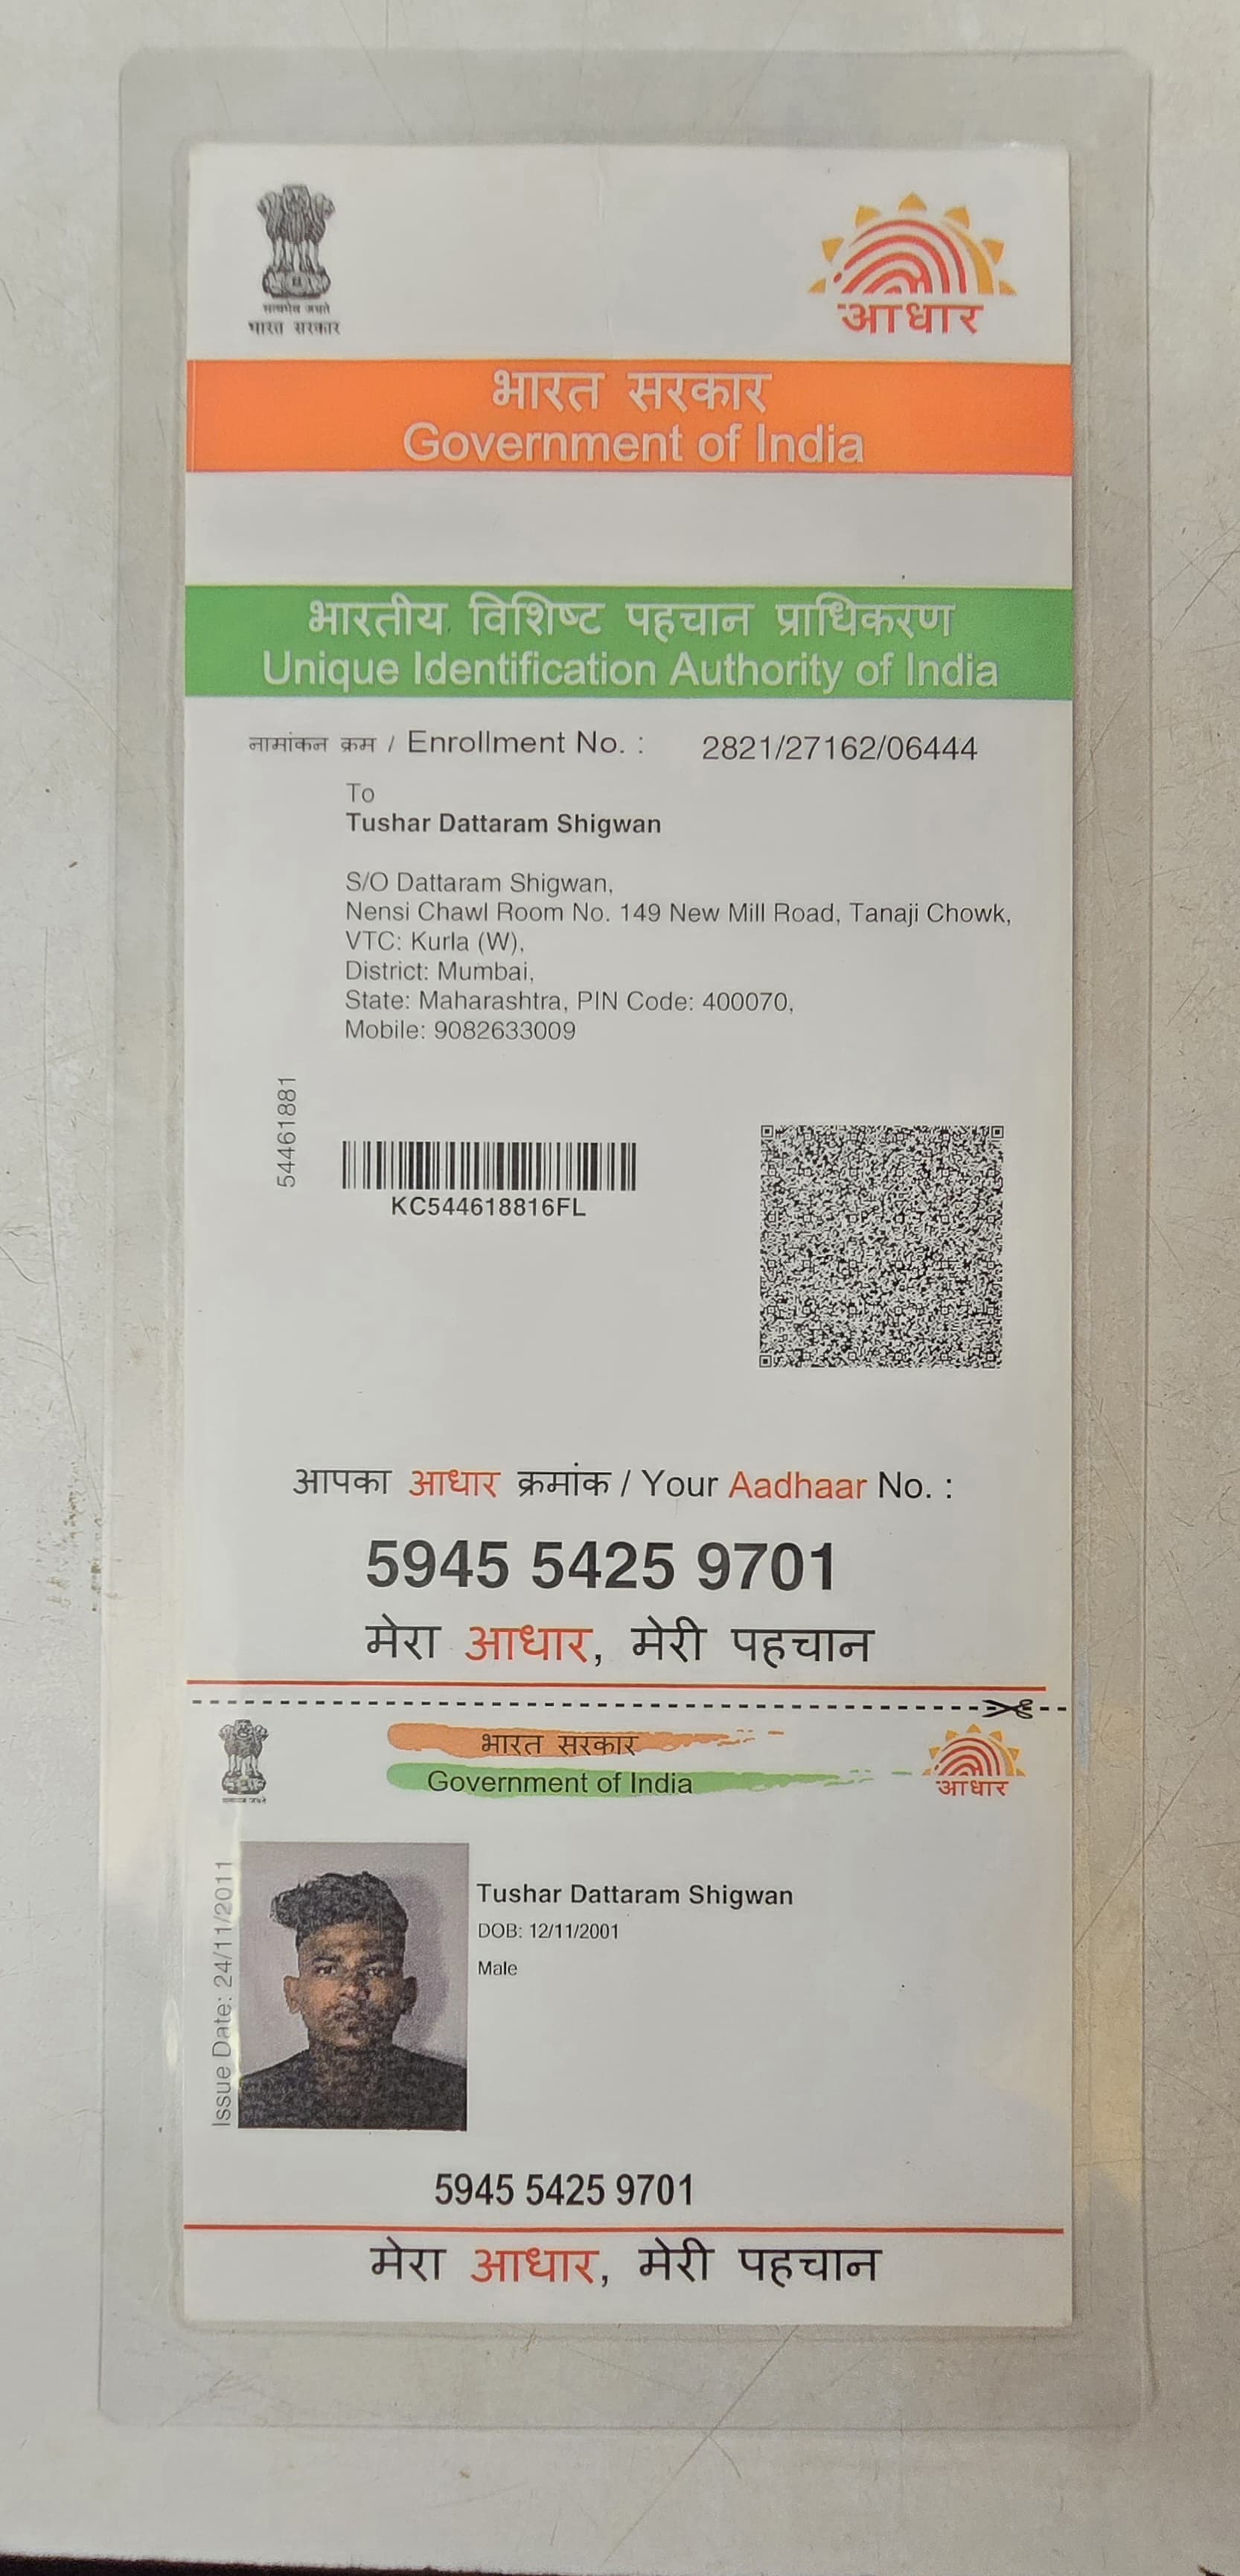 सत्यमेव जयते
भारत सरकार
आधार
भारत सरकार
Government of India
भारतीय विशिष्ट पहचान प्राधिकरण
Unique Identification Authority of India
नामांकन क्रम / Enrollment No. : 2821/27162/06444
To
Tushar Dattaram Shigwan
S/O Dattaram Shigwan,
Nensi Chawl Room No. 149 New Mill Road, Tanaji Chowk,
VTC: Kurla (W),
District: Mumbai,
State: Maharashtra, PIN Code: 400070,
Mobile: 9082633009
54461881
KC544618816FL
आपका आधार क्रमांक / Your Aadhaar No. :
5945 5425 9701
मेरा आधार, मेरी पहचान
भारत सरकार
Government of India
आधार
Issue Date: 24/11/2011
Tushar Dattaram Shigwan
DOB: 12/11/2001
Male
5945 5425 9701
मेरा आधार, मेरी पहचान